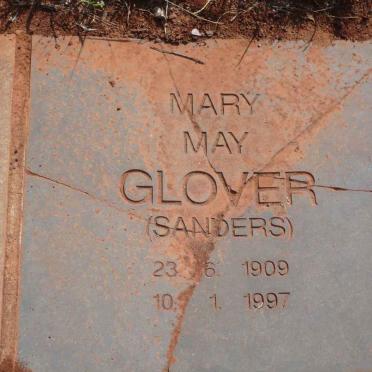 MARY
MAY
GLOVER
(SANDERS)
23. 6. 1909
10. 1. 1997